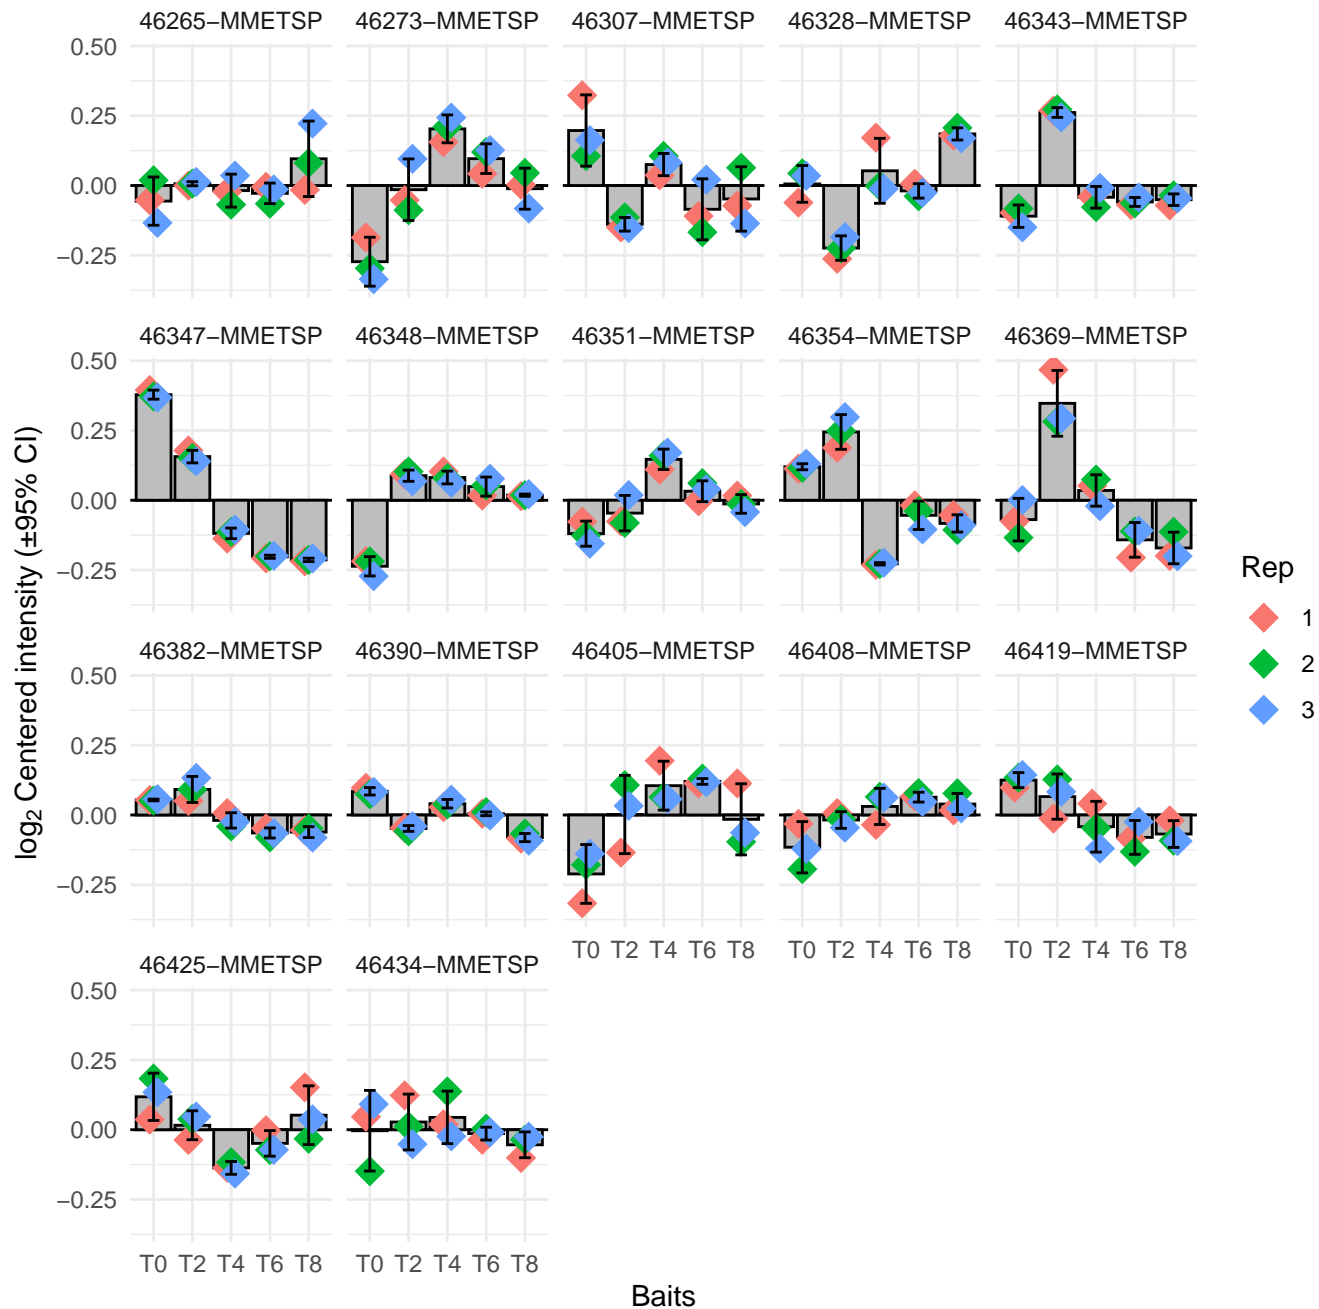 46265−MMETSP 46273−MMETSP 46307−MMETSP 46328−MMETSP 46343−MMETSP
0.50
0.25
0.00
−0.25
46347−MMETSP 46348−MMETSP 46351−MMETSP 46354−MMETSP 46369−MMETSP
0.50
0.25
0.00
−0.25
46382−MMETSP 46390−MMETSP 46405−MMETSP 46408−MMETSP 46419−MMETSP
0.50
0.25
0.00
−0.25
T0 T2 T4 T6 T8 T0 T2 T4 T6 T8 T0 T2 T4 T6 T8
46425−MMETSP 46434−MMETSP
0.50
0.25
0.00
−0.25
T0 T2 T4 T6 T8 T0 T2 T4 T6 T8
Baits
log2 Centered intensity (±95% CI)
Rep
1
2
3